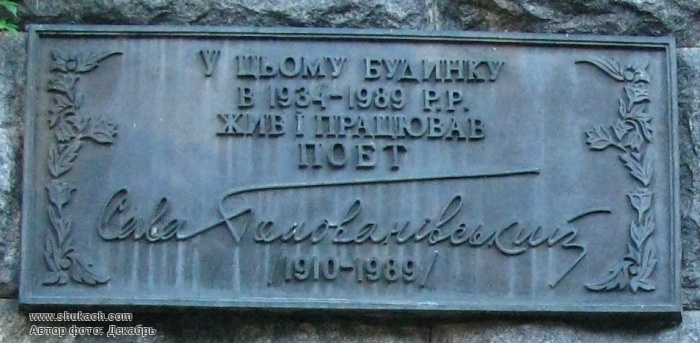 У ЦЬОМУ БУДИНКУ
В 1934-1989 Р.Р.
ЖИВ І ПРАЦЮВАВ
ПОЕТ
Сава Голованівський
/1910-1989/
www.shukach.com
Автор фото: Декабрь